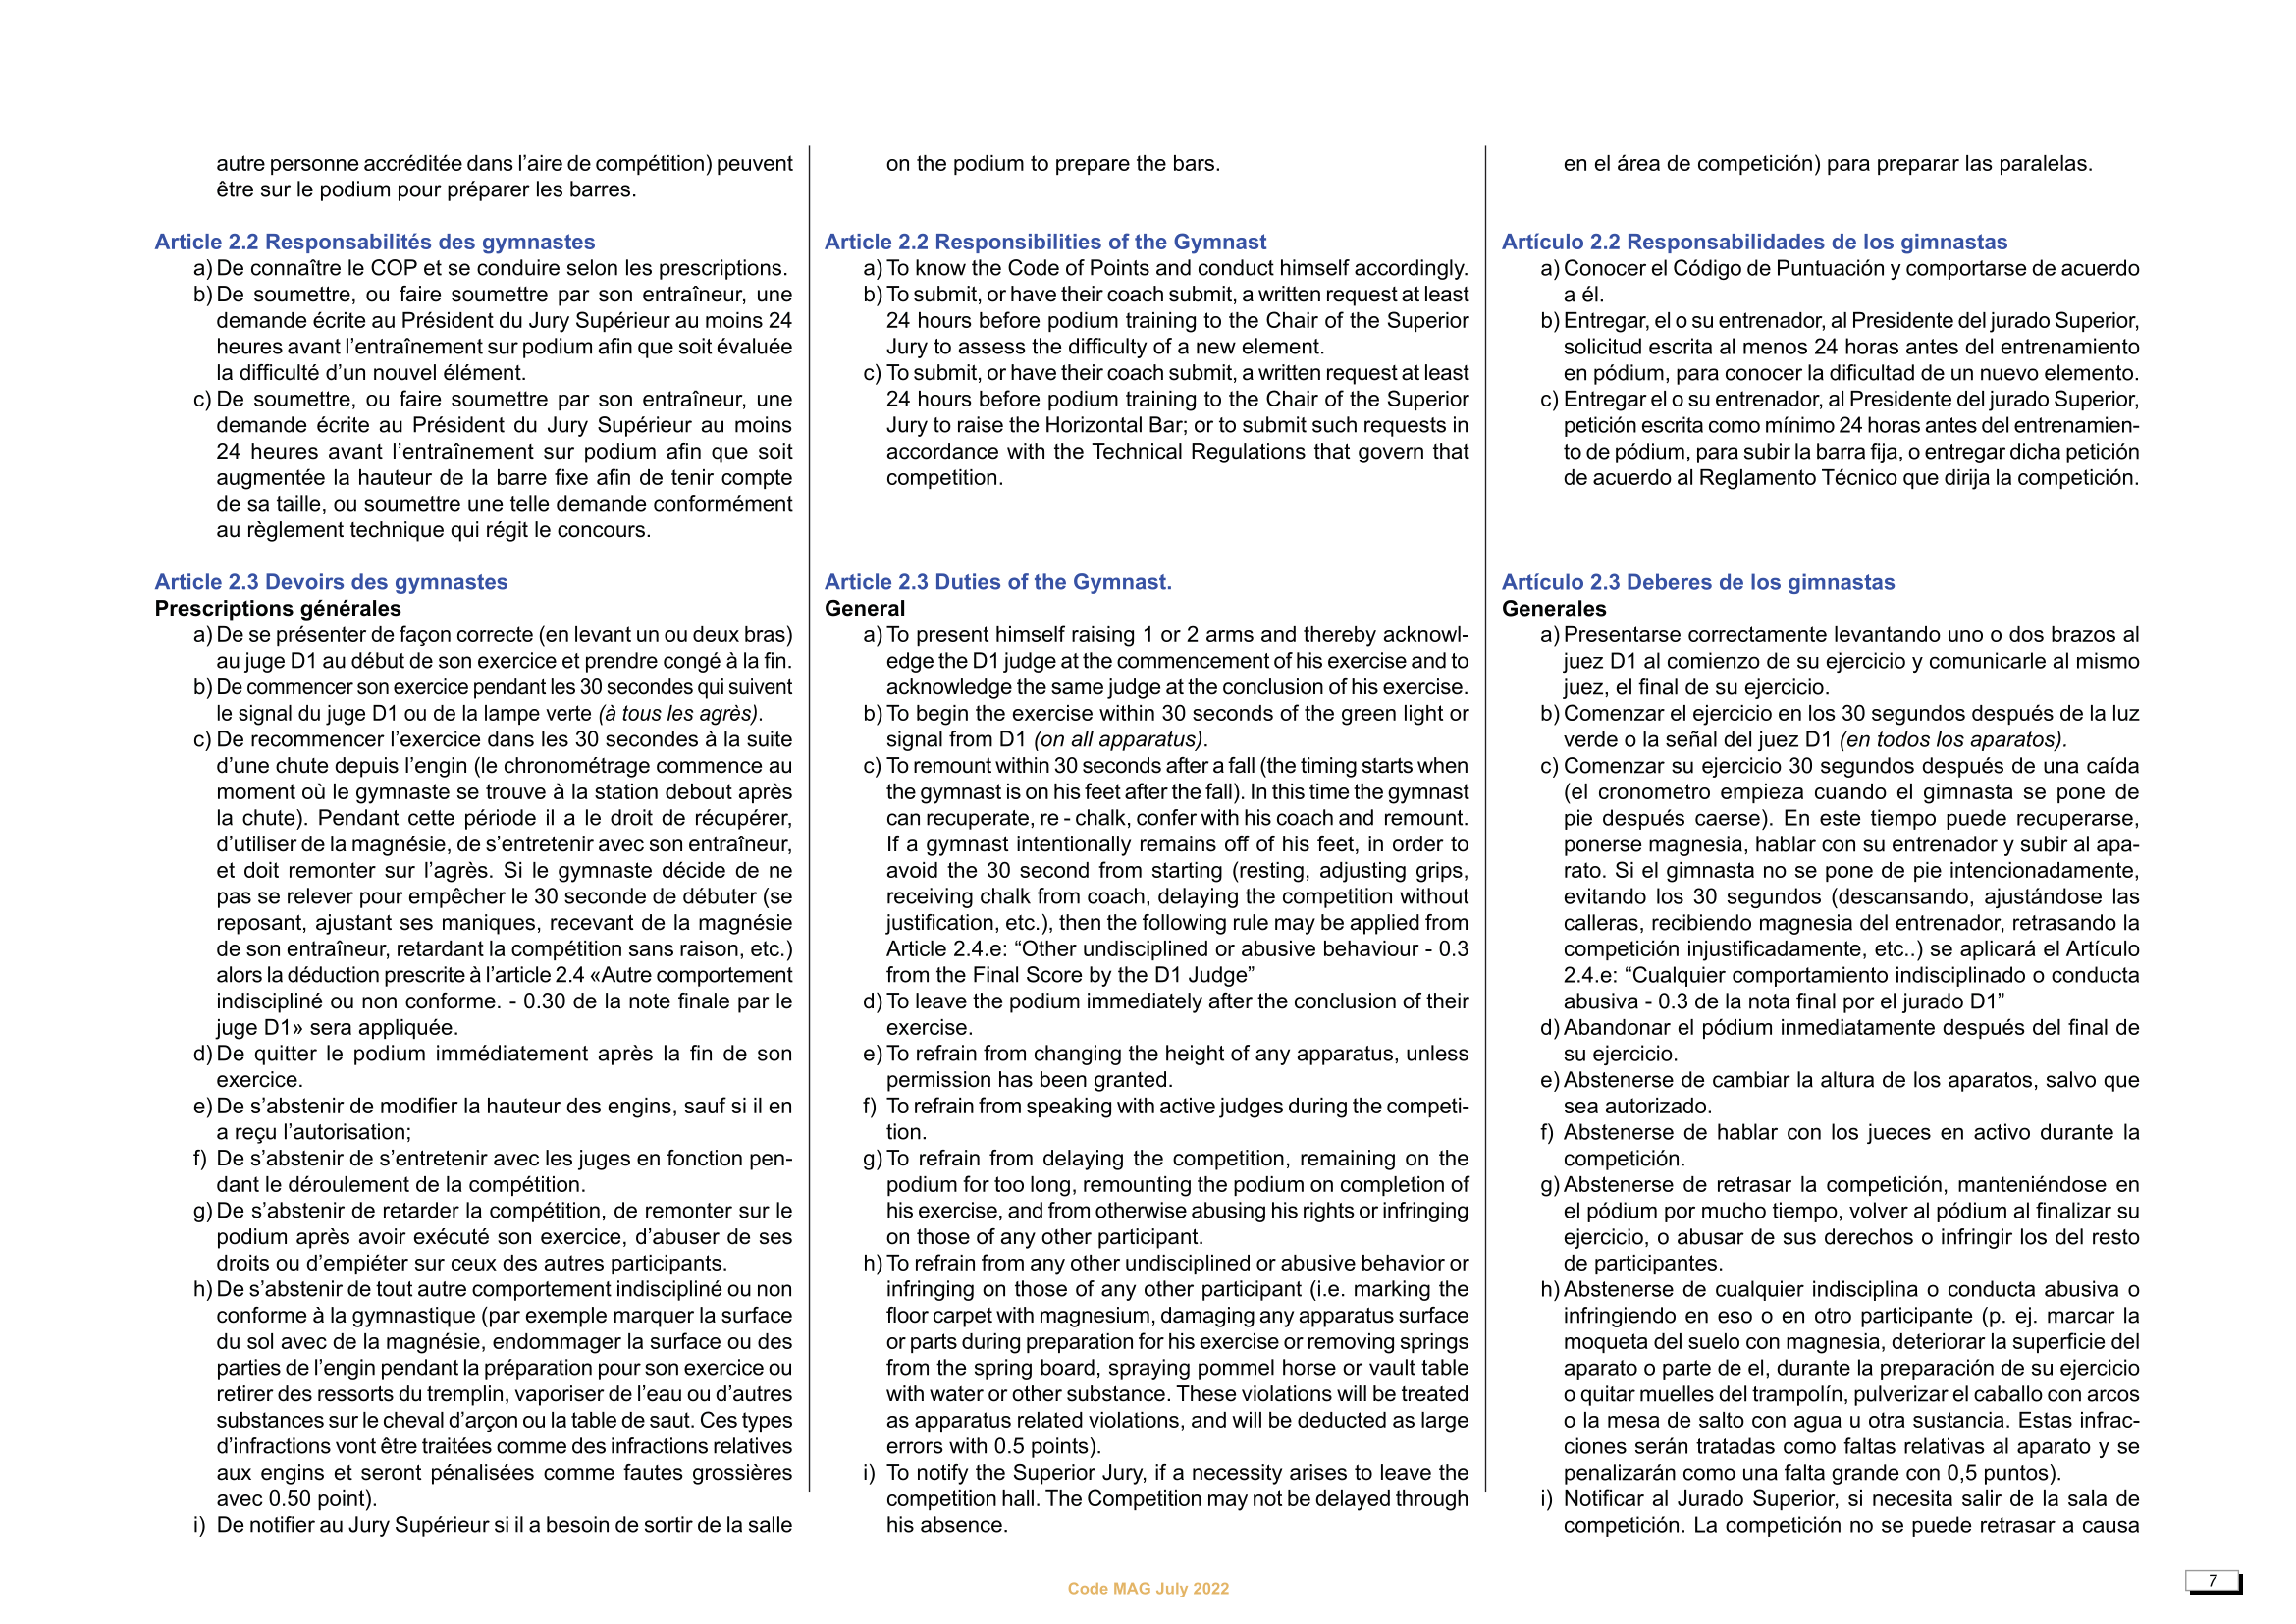 autre personne accréditée dans l’aire de compétition) peuvent
être sur le podium pour préparer les barres.
Article 2.2 Responsabilités des gymnastes
a) De connaître le COP et se conduire selon les prescriptions.
b) De soumettre, ou faire soumettre par son entraîneur, une
demande écrite au Président du Jury Supérieur au moins 24
heures avant l’entraînement sur podium afin que soit évaluée
la difficulté d’un nouvel élément.
c) De soumettre, ou faire soumettre par son entraîneur, une
demande écrite au Président du Jury Supérieur au moins
24 heures avant l’entraînement sur podium afin que soit
augmentée la hauteur de la barre fixe afin de tenir compte
de sa taille, ou soumettre une telle demande conformément
au règlement technique qui régit le concours.
Article 2.3 Devoirs des gymnastes
Prescriptions générales
a) De se présenter de façon correcte (en levant un ou deux bras)
au juge D1 au début de son exercice et prendre congé à la fin.
b) De commencer son exercice pendant les 30 secondes qui suivent
le signal du juge D1 ou de la lampe verte (à tous les agrès).
c) De recommencer l’exercice dans les 30 secondes à la suite
d’une chute depuis l’engin (le chronométrage commence au
moment où le gymnaste se trouve à la station debout après
la chute). Pendant cette période il a le droit de récupérer,
d’utiliser de la magnésie, de s’entretenir avec son entraîneur,
et doit remonter sur l’agrès. Si le gymnaste décide de ne
pas se relever pour empêcher le 30 seconde de débuter (se
reposant, ajustant ses maniques, recevant de la magnésie
de son entraîneur, retardant la compétition sans raison, etc.)
alors la déduction prescrite à l’article 2.4 «Autre comportement
indiscipliné ou non conforme. - 0.30 de la note finale par le
juge D1» sera appliquée.
d) De quitter le podium immédiatement après la fin de son
exercice.
e) De s’abstenir de modifier la hauteur des engins, sauf si il en
a reçu l’autorisation;
f) De s’abstenir de s’entretenir avec les juges en fonction pen-
dant le déroulement de la compétition.
g) De s’abstenir de retarder la compétition, de remonter sur le
podium après avoir exécuté son exercice, d’abuser de ses
droits ou d’empiéter sur ceux des autres participants.
h) De s’abstenir de tout autre comportement indiscipliné ou non
conforme à la gymnastique (par exemple marquer la surface
du sol avec de la magnésie, endommager la surface ou des
parties de l’engin pendant la préparation pour son exercice ou
retirer des ressorts du tremplin, vaporiser de l’eau ou d’autres
substances sur le cheval d’arçon ou la table de saut. Ces types
d’infractions vont être traitées comme des infractions relatives
aux engins et seront pénalisées comme fautes grossières
avec 0.50 point).
i) De notifier au Jury Supérieur si il a besoin de sortir de la salle
on the podium to prepare the bars.
Article 2.2 Responsibilities of the Gymnast
a) To know the Code of Points and conduct himself accordingly.
b) To submit, or have their coach submit, a written request at least
24 hours before podium training to the Chair of the Superior
Jury to assess the difficulty of a new element.
c) To submit, or have their coach submit, a written request at least
24 hours before podium training to the Chair of the Superior
Jury to raise the Horizontal Bar; or to submit such requests in
accordance with the Technical Regulations that govern that
competition.
Article 2.3 Duties of the Gymnast.
General
a) To present himself raising 1 or 2 arms and thereby acknowl-
edge the D1 judge at the commencement of his exercise and to
acknowledge the same judge at the conclusion of his exercise.
b) To begin the exercise within 30 seconds of the green light or
signal from D1 (on all apparatus).
c) To remount within 30 seconds after a fall (the timing starts when
the gymnast is on his feet after the fall). In this time the gymnast
can recuperate, re - chalk, confer with his coach and remount.
If a gymnast intentionally remains off of his feet, in order to
avoid the 30 second from starting (resting, adjusting grips,
receiving chalk from coach, delaying the competition without
justification, etc.), then the following rule may be applied from
Article 2.4.e: “Other undisciplined or abusive behaviour - 0.3
from the Final Score by the D1 Judge”
d) To leave the podium immediately after the conclusion of their
exercise.
e) To refrain from changing the height of any apparatus, unless
permission has been granted.
f) To refrain from speaking with active judges during the competi-
tion.
g) To refrain from delaying the competition, remaining on the
podium for too long, remounting the podium on completion of
his exercise, and from otherwise abusing his rights or infringing
on those of any other participant.
h) To refrain from any other undisciplined or abusive behavior or
infringing on those of any other participant (i.e. marking the
floor carpet with magnesium, damaging any apparatus surface
or parts during preparation for his exercise or removing springs
from the spring board, spraying pommel horse or vault table
with water or other substance. These violations will be treated
as apparatus related violations, and will be deducted as large
errors with 0.5 points).
i) To notify the Superior Jury, if a necessity arises to leave the
competition hall. The Competition may not be delayed through
his absence.
en el área de competición) para preparar las paralelas.
Artículo 2.2 Responsabilidades de los gimnastas
a) Conocer el Código de Puntuación y comportarse de acuerdo
a él.
b) Entregar, el o su entrenador, al Presidente del jurado Superior,
solicitud escrita al menos 24 horas antes del entrenamiento
en pódium, para conocer la dificultad de un nuevo elemento.
c) Entregar el o su entrenador, al Presidente del jurado Superior,
petición escrita como mínimo 24 horas antes del entrenamien-
to de pódium, para subir la barra fija, o entregar dicha petición
de acuerdo al Reglamento Técnico que dirija la competición.
Artículo 2.3 Deberes de los gimnastas
Generales
a) Presentarse correctamente levantando uno o dos brazos al
juez D1 al comienzo de su ejercicio y comunicarle al mismo
juez, el final de su ejercicio.
b) Comenzar el ejercicio en los 30 segundos después de la luz
verde o la señal del juez D1 (en todos los aparatos).
c) Comenzar su ejercicio 30 segundos después de una caída
(el cronometro empieza cuando el gimnasta se pone de
pie después caerse). En este tiempo puede recuperarse,
ponerse magnesia, hablar con su entrenador y subir al apa-
rato. Si el gimnasta no se pone de pie intencionadamente,
evitando los 30 segundos (descansando, ajustándose las
calleras, recibiendo magnesia del entrenador, retrasando la
competición injustificadamente, etc..) se aplicará el Artículo
2.4.e: “Cualquier comportamiento indisciplinado o conducta
abusiva - 0.3 de la nota final por el jurado D1”
d) Abandonar el pódium inmediatamente después del final de
su ejercicio.
e) Abstenerse de cambiar la altura de los aparatos, salvo que
sea autorizado.
f) Abstenerse de hablar con los jueces en activo durante la
competición.
g) Abstenerse de retrasar la competición, manteniéndose en
el pódium por mucho tiempo, volver al pódium al finalizar su
ejercicio, o abusar de sus derechos o infringir los del resto
de participantes.
h) Abstenerse de cualquier indisciplina o conducta abusiva o
infringiendo en eso o en otro participante (p. ej. marcar la
moqueta del suelo con magnesia, deteriorar la superficie del
aparato o parte de el, durante la preparación de su ejercicio
o quitar muelles del trampolín, pulverizar el caballo con arcos
o la mesa de salto con agua u otra sustancia. Estas infrac-
ciones serán tratadas como faltas relativas al aparato y se
penalizarán como una falta grande con 0,5 puntos).
i) Notificar al Jurado Superior, si necesita salir de la sala de
competición. La competición no se puede retrasar a causa
Code MAG July 2022
7